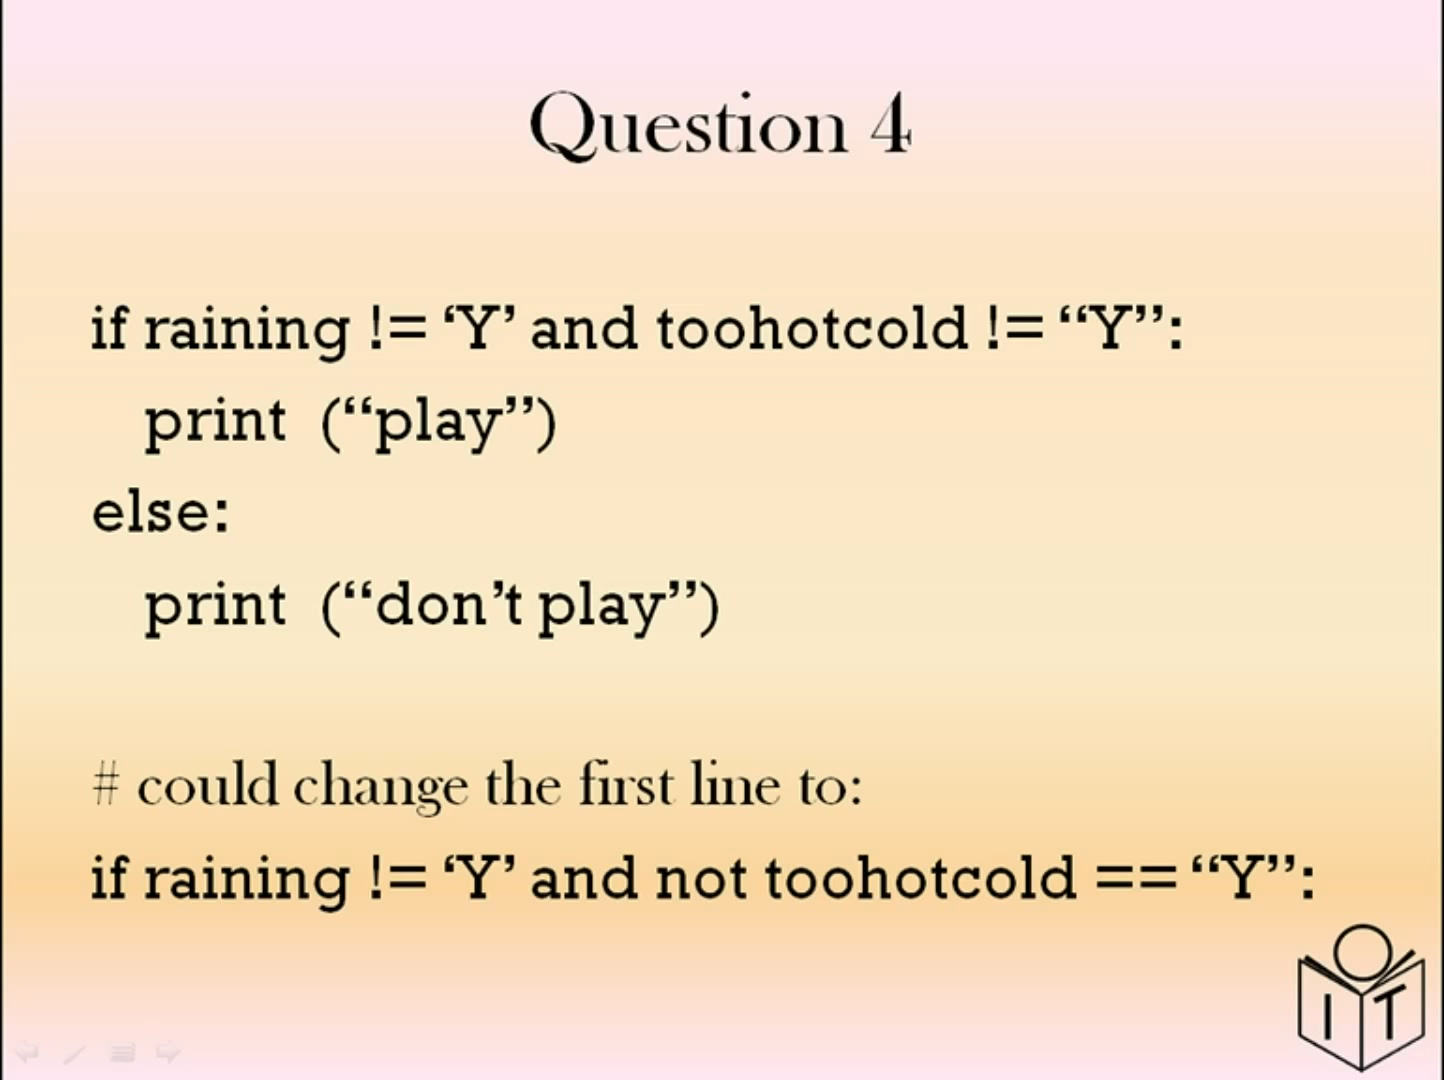 Question 4
if raining != ‘Y’ and toohotcold != “Y”:
print (“play”)
else:
print (“don’t play”)
# could change the first line to:
if raining != ‘Y’ and not toohotcold == “Y”:
I T